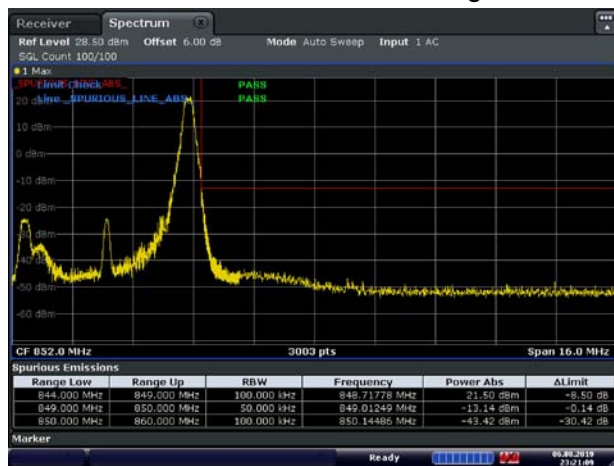 Receiver Spectrum
Ref Level 28.50 dBm Offset 6.00 dB Mode Auto Sweep Input 1 AC
SGL Count 100/100
1 Max
Limit Check PASS
Line _SPURIOUS_LINE_ABS_ PASS
20 dBm
10 dBm
0 dBm
-10 dBm
-20 dBm
-50 dBm
-60 dBm
CF 852.0 MHz 3003 pts Span 16.0 MHz
Spurious Emissions
Range Low Range Up RBW Frequency Power Abs ΔLimit
844.000 MHz 849.000 MHz 100.000 kHz 848.71778 MHz 21.50 dBm -8.50 dB
849.000 MHz 850.000 MHz 50.000 kHz 849.01249 MHz -13.14 dBm -0.14 dB
850.000 MHz 860.000 MHz 100.000 kHz 850.14486 MHz -43.42 dBm -30.42 dB
Marker
Ready 06.08.2019
23:21:09